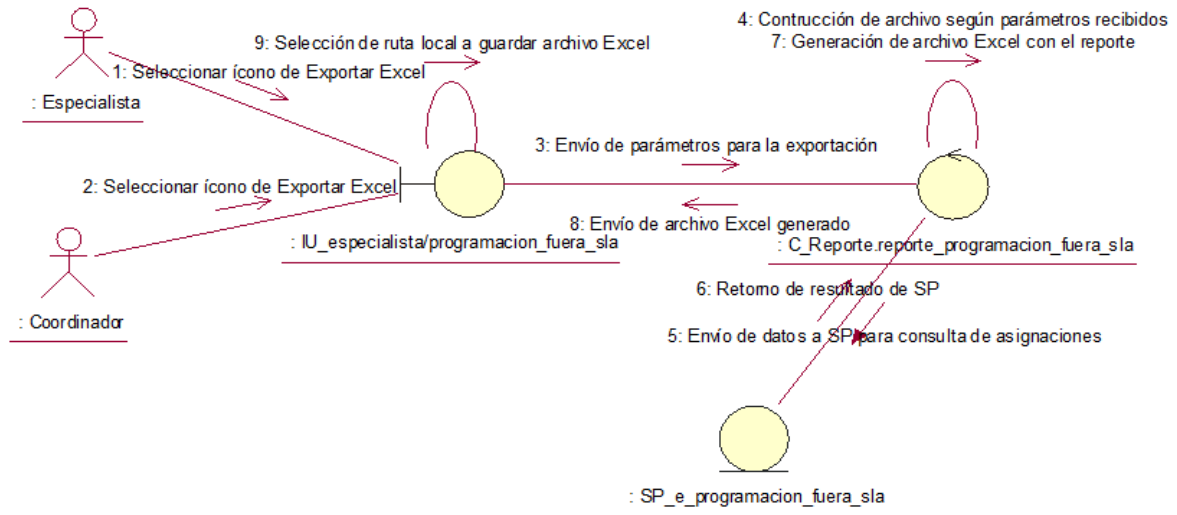 4: Contrucción de archivo según parámetros recibidos
9: Selección de ruta local a guardar archivo Excel
7: Generación de archivo Excel con el reporte
1: Seleccionar ícono de Exportar Excel
: Especialista
3: Envío de parámetros para la exportación
2: Seleccionar ícono de Exportar Excel
8: Envío de archivo Excel generado
: IU_especialista/programacion_fuera_sla
: C_Reporte.reporte_programacion_fuera_sla
6: Retorno de resultado de SP
: Coordinador
5: Envío de datos a SP para consulta de asignaciones
: SP_e_programacion_fuera_sla